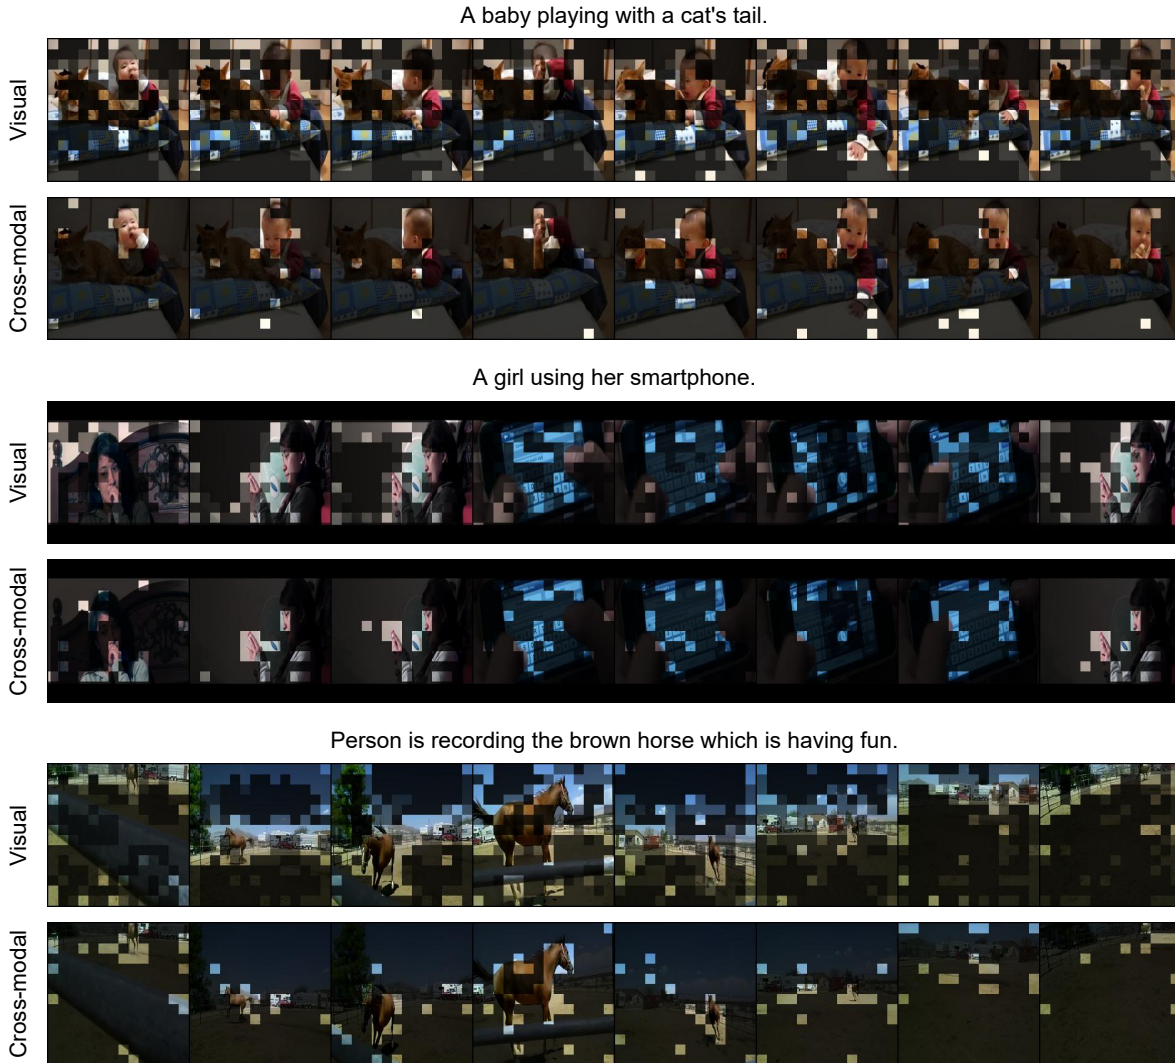 A baby playing with a cat's tail.
Visual
Cross-modal
A girl using her smartphone.
Visual
Cross-modal
Person is recording the brown horse which is having fun.
Visual
Cross-modal